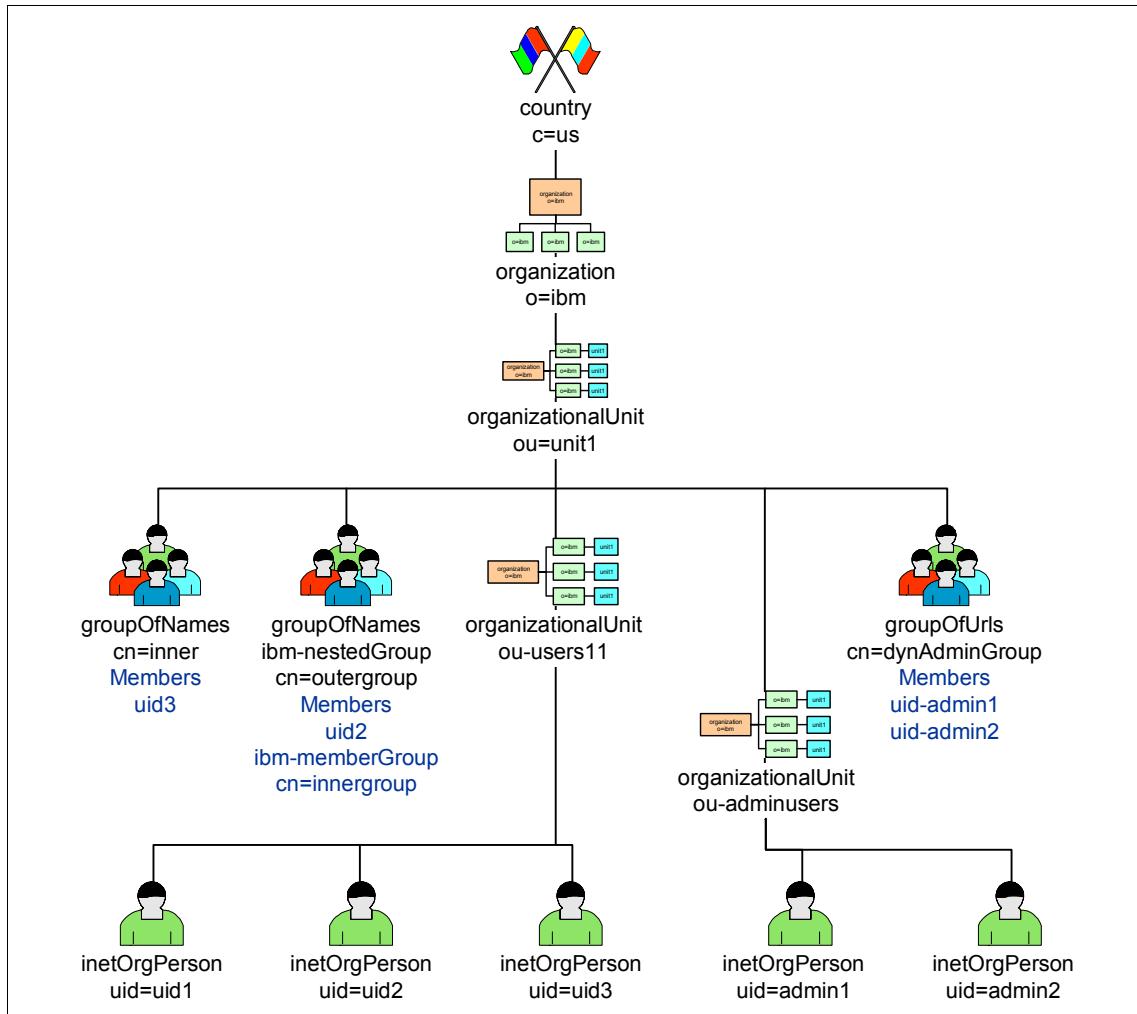 country
c=us
organization
o=ibm
o=ibm
o=ibm
o=ibm
organization
o=ibm
organization
o=ibm
o=ibm
unit1
o=ibm
unit1
o=ibm
unit1
organizationalUnit
ou=unit1
groupOfNames
cn=inner
Members
uid3
groupOfNames
ibm-nestedGroup
cn=outergroup
Members
uid2
ibm-memberGroup
cn=innergroup
organization
o=ibm
o=ibm
unit1
o=ibm
unit1
o=ibm
unit1
organizationalUnit
ou-users11
organization
o=ibm
o=ibm
unit1
o=ibm
unit1
o=ibm
unit1
organizationalUnit
ou-adminusers
groupOfUrls
cn=dynAdminGroup
Members
uid-admin1
uid-admin2
inetOrgPerson
uid=uid1
inetOrgPerson
uid=uid2
inetOrgPerson
uid=uid3
inetOrgPerson
uid=admin1
inetOrgPerson
uid=admin2